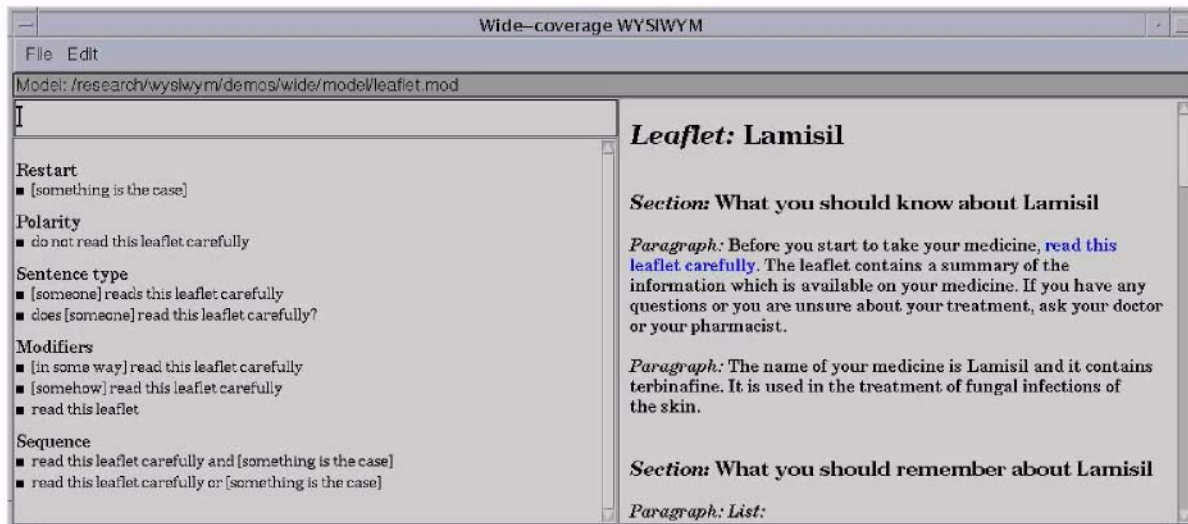 Wide-coverage WYSIWYM
File Edit
Model: /research/wysiwym/demos/wide/model/leaflet.mod
Restart
▪ [something is the case]
Polarity
▪ do not read this leaflet carefully
Sentence type
▪ [someone] reads this leaflet carefully
▪ does [someone] read this leaflet carefully?
Modifiers
▪ [in some way] read this leaflet carefully
▪ [somehow] read this leaflet carefully
▪ read this leaflet
Sequence
▪ read this leaflet carefully and [something is the case]
▪ read this leaflet carefully or [something is the case]
Leaflet: Lamisil
Section: What you should know about Lamisil
Paragraph: Before you start to take your medicine, read this
leaflet carefully. The leaflet contains a summary of the
information which is available on your medicine. If you have any
questions or you are unsure about your treatment, ask your doctor
or your pharmacist.
Paragraph: The name of your medicine is Lamisil and it contains
terbinafine. It is used in the treatment of fungal infections of
the skin.
Section: What you should remember about Lamisil
Paragraph: List: